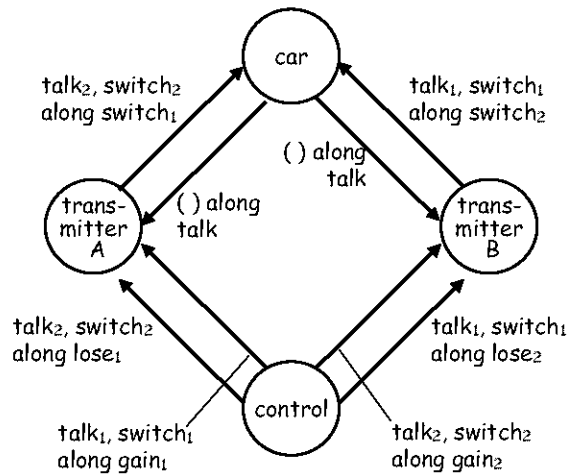 car
talk₂, switch₂
along switch₁
talk₁, switch₁
along switch₂
( ) along
talk
( ) along
talk
trans-
mitter
A
trans-
mitter
B
talk₂, switch₂
along lose₁
talk₁, switch₁
along lose₂
control
talk₁, switch₁
along gain₁
talk₂, switch₂
along gain₂